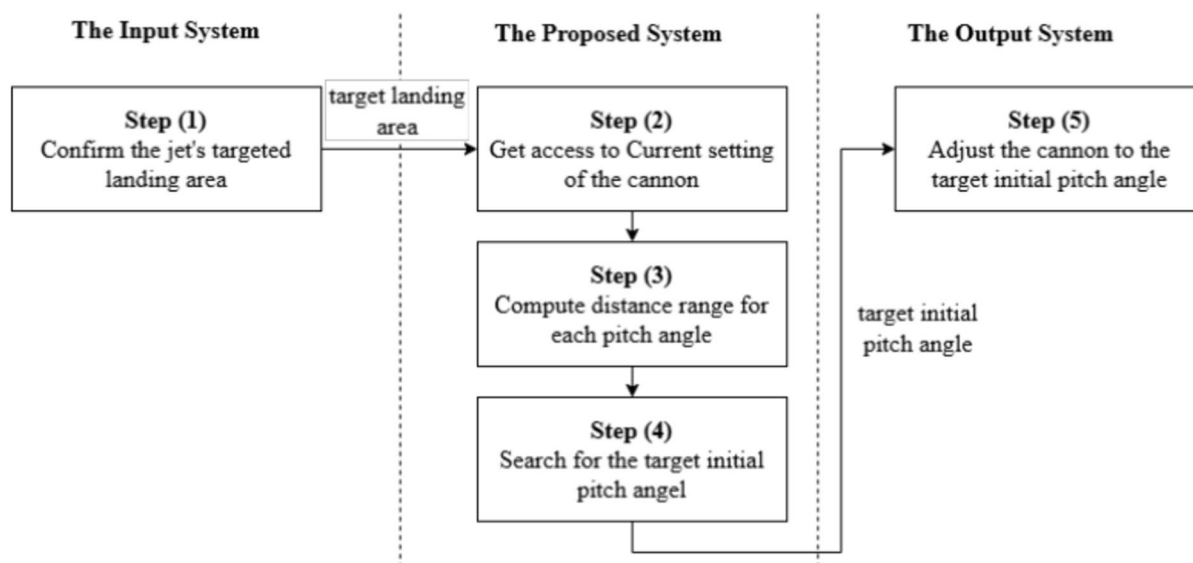 The Input System
The Proposed System
The Output System
Step (1)
Confirm the jet's targeted
landing area
target landing
area
Step (2)
Get access to Current setting
of the cannon
Step (3)
Compute distance range for
each pitch angle
Step (4)
Search for the target initial
pitch angel
target initial
pitch angle
Step (5)
Adjust the cannon to the
target initial pitch angle